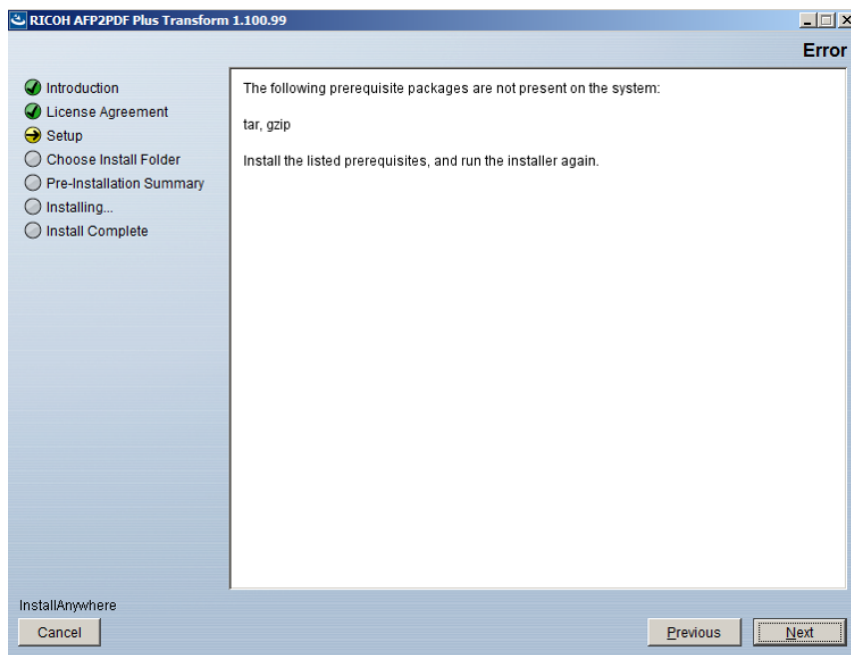 RICOH AFP2PDF Plus Transform 1.100.99
Error
Introduction
License Agreement
Setup
Choose Install Folder
Pre-Installation Summary
Installing...
Install Complete
The following prerequisite packages are not present on the system:
tar, gzip
Install the listed prerequisites, and run the installer again.
InstallAnywhere
Cancel
Previous
Next